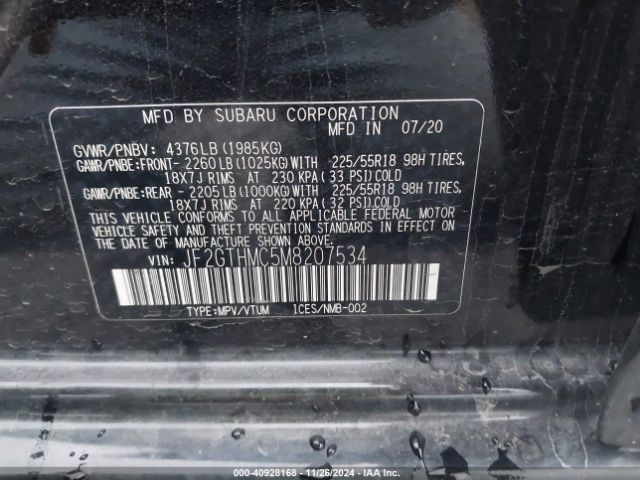 MFD BY SUBARU CORPORATION
MFD IN 07/20
GVWR/PNBV: 4376LB(1985KG)
GAWR/PNBE:FRONT-2260LB(1025KG)WITH 225/55R18 98H TIRES,
18X7J RIMS AT 230 KPA(33 PSI)COLD
GAWR/PNBE:REAR -2205LB(1000KG)WITH 225/55R18 98H TIRES,
18X7J RIMS AT 220 KPA(32 PSI)COLD
THIS VEHICLE CONFORMS TO ALL APPLICABLE FEDERAL MOTOR
VEHICLE SAFETY AND THEFT PREVENTION STANDARDS IN EFFECT ON
THE DATE OF MANUFACTURE SHOWN ABOVE.
VIN: JF2GTHMC5M8207534
TYPE:MPV/VTUM ICES/NMB-002
000-40928168 - 11/26/2024 - IAA Inc.